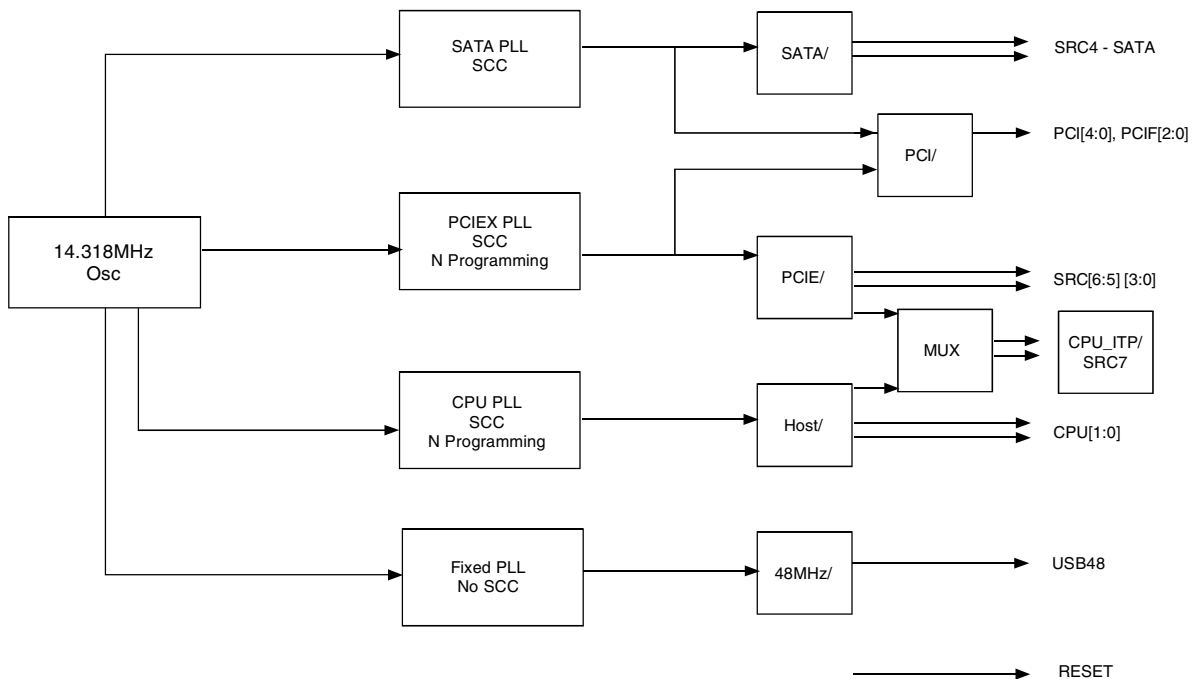 SATA PLL
SCC
SATA/
SRC4 - SATA
PCI/
PCI[4:0], PCIF[2:0]
14.318MHz
Osc
PCIEX PLL
SCC
N Programming
PCIE/
SRC[6:5] [3:0]
MUX
CPU_ITP/
SRC7
CPU PLL
SCC
N Programming
Host/
CPU[1:0]
Fixed PLL
No SCC
48MHz/
USB48
RESET